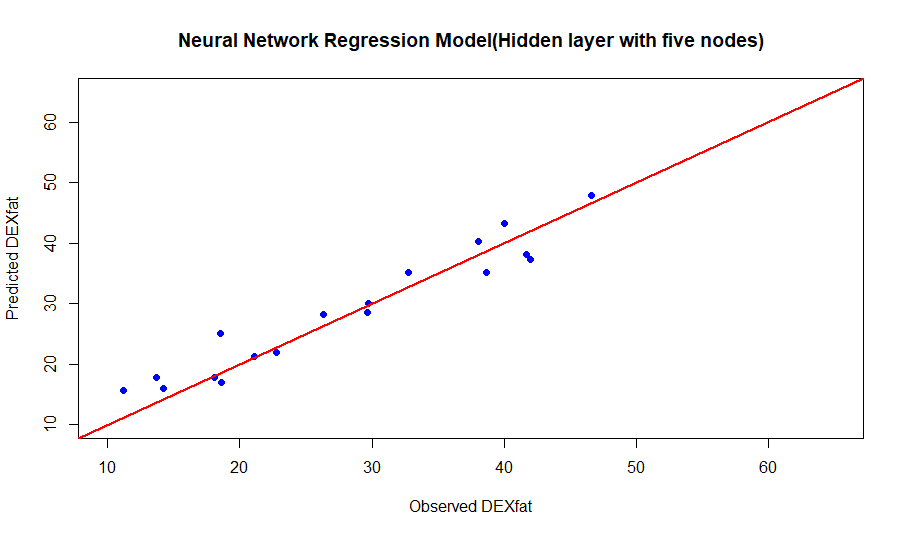 Neural Network Regression Model(Hidden layer with five nodes)
Predicted DEXfat
60
50
40
30
20
10
10 20 30 40 50 60
Observed DEXfat